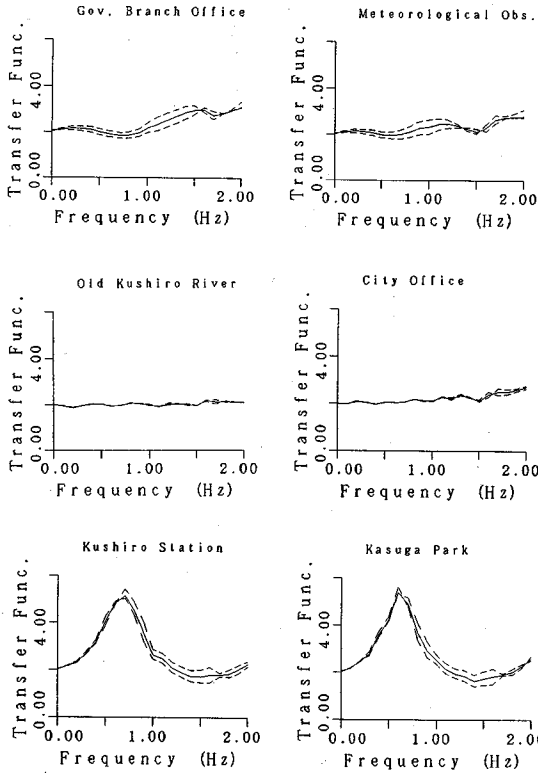 Gov. Branch Office
Transfer Func.
0.00 4.00
0.00 1.00 2.00
Frequency (Hz)
Meteorological Obs.
Transfer Func.
0.00 4.00
0.00 1.00 2.00
Frequency (Hz)
Old Kushiro River
Transfer Func.
0.00 4.00
0.00 1.00 2.00
Frequency (Hz)
City Office
Transfer Func.
0.00 4.00
0.00 1.00 2.00
Frequency (Hz)
Kushiro Station
Transfer Func.
0.00 4.00
0.00 1.00 2.00
Frequency (Hz)
Kasuga Park
Transfer Func.
0.00 4.00
0.00 1.00 2.00
Frequency (Hz)